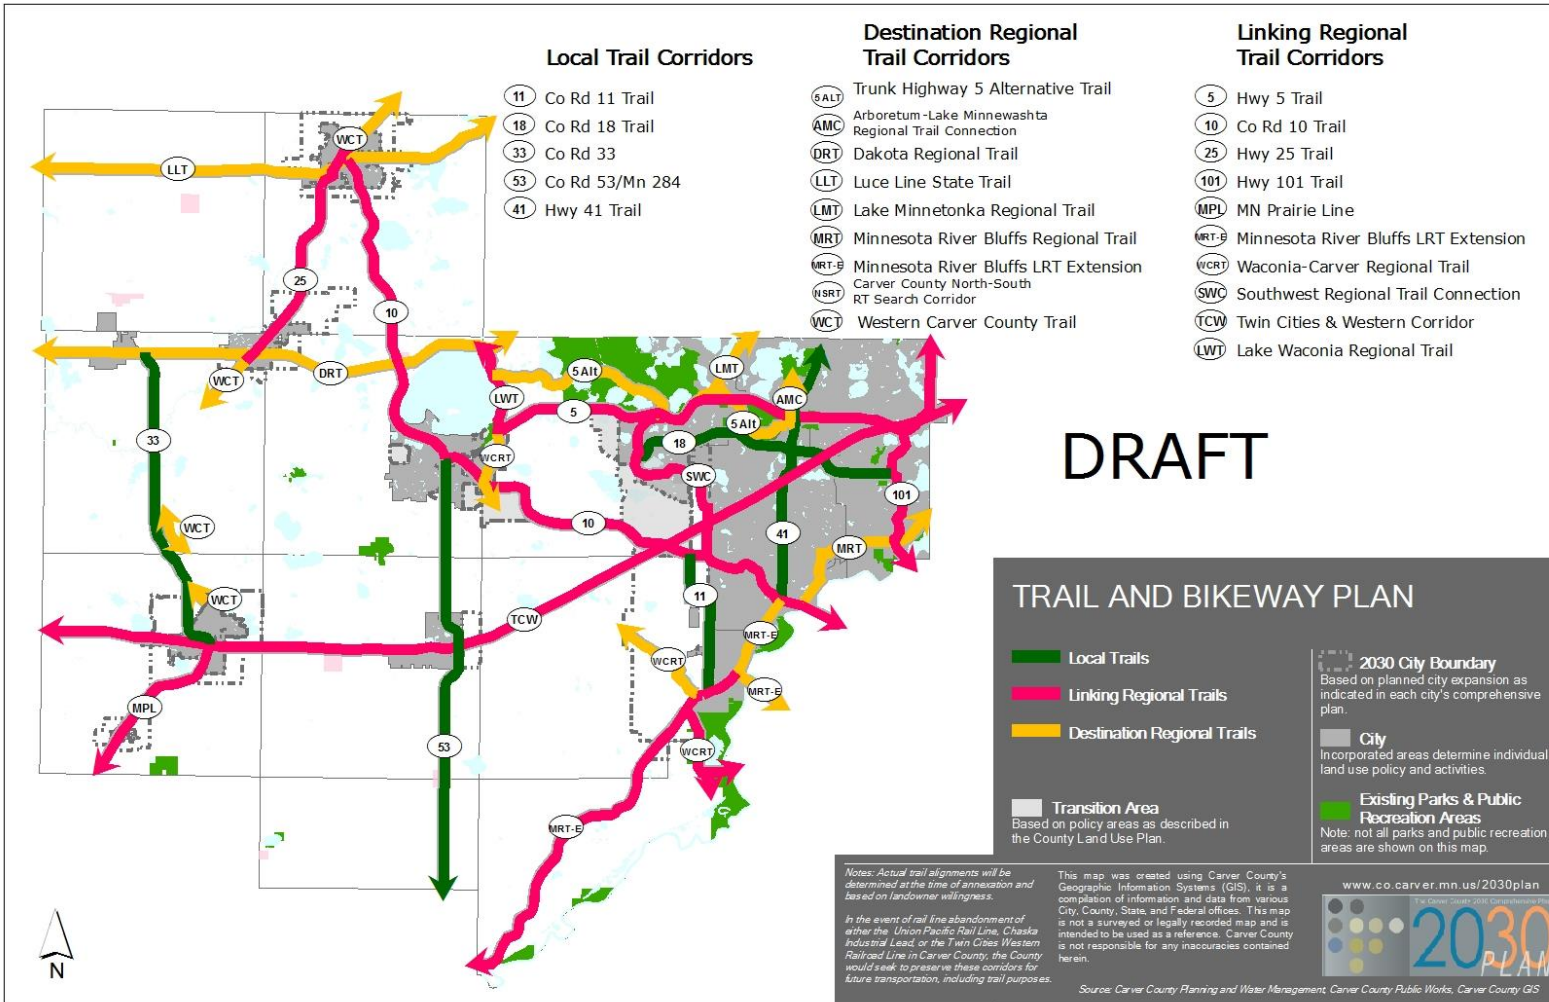 Local Trail Corridors
11 Co Rd 11 Trail
18 Co Rd 18 Trail
33 Co Rd 33
53 Co Rd 53/Mn 284
41 Hwy 41 Trail
Destination Regional
Trail Corridors
5 ALT Trunk Highway 5 Alternative Trail
AMC Arboretum-Lake Minnewashta
Regional Trail Connection
DRT Dakota Regional Trail
LLT Luce Line State Trail
LMT Lake Minnetonka Regional Trail
MRT Minnesota River Bluffs Regional Trail
MRT-E Minnesota River Bluffs LRT Extension
NSRT Carver County North-South
RT Search Corridor
WCT Western Carver County Trail
Linking Regional
Trail Corridors
5 Hwy 5 Trail
10 Co Rd 10 Trail
25 Hwy 25 Trail
101 Hwy 101 Trail
MPL MN Prairie Line
MRT-E Minnesota River Bluffs LRT Extension
WCRT Waconia-Carver Regional Trail
SWC Southwest Regional Trail Connection
TCW Twin Cities & Western Corridor
LWT Lake Waconia Regional Trail
WCT
LLT
25
10
WCT
DRT
LWT
5 Alt
5
LMT
AMC
5 Alt
18
33
WCRT
SWC
101
10
41
MRT
WCT
WCT
11
TCW
MRT-E
WCRT
MRT-E
MPL
53
WCRT
MRT-E
N
DRAFT
TRAIL AND BIKEWAY PLAN
Local Trails
Linking Regional Trails
Destination Regional Trails
Transition Area
Based on policy areas as described in
the County Land Use Plan.
2030 City Boundary
Based on planned city expansion as
indicated in each city's comprehensive
plan.
City
Incorporated areas determine individual
land use policy and activities.
Existing Parks & Public
Recreation Areas
Note: not all parks and public recreation
areas are shown on this map.
Notes: Actual trail alignments will be
determined at the time of annexation and
based on landowner willingness.
In the event of rail line abandonment of
either the Union Pacific Rail Line, Chaska
Industrial Lead, or the Twin Cities Western
Railroad Line in Carver County, the County
would seek to preserve these corridors for
future transportation, including trail purposes.
This map was created using Carver County's
Geographic Information Systems (GIS), it is a
compilation of information and data from various
City, County, State, and Federal offices. This map
is not a surveyed or legally recorded map and is
intended to be used as a reference. Carver County
is not responsible for any inaccuracies contained
herein.
www.co.carver.mn.us/2030plan
The Carver County 2030 Comprehensive Plan
2030
PLAN
Source: Carver County Planning and Water Management, Carver County Public Works, Carver County GIS